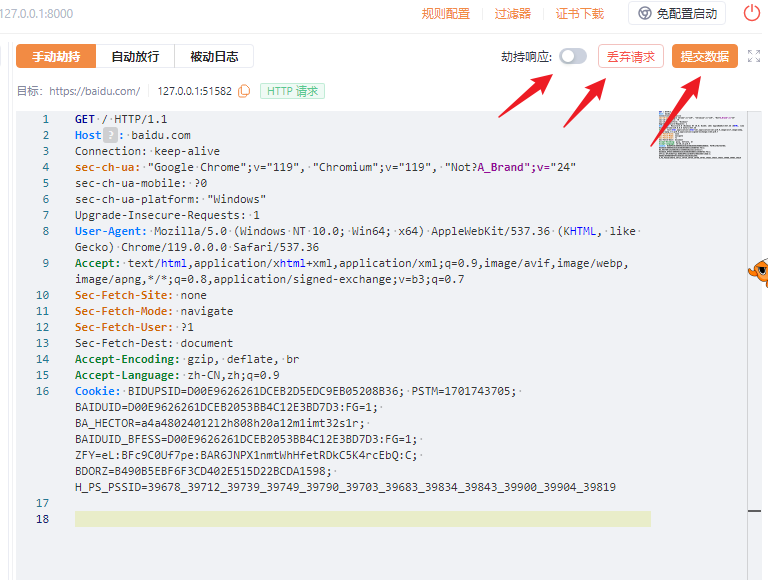 127.0.0.1:8000
规则配置 过滤器 证书下载 免配置启动
手动劫持 自动放行 被动日志 劫持响应: 丢弃请求 提交数据
目标: https://baidu.com/ 127.0.0.1:51582 HTTP 请求
1 GET / HTTP/1.1
2 Host ? : baidu.com
3 Connection: keep-alive
4 sec-ch-ua: "Google Chrome";v="119", "Chromium";v="119", "Not?A_Brand";v="24"
5 sec-ch-ua-mobile: ?0
6 sec-ch-ua-platform: "Windows"
7 Upgrade-Insecure-Requests: 1
8 User-Agent: Mozilla/5.0 (Windows NT 10.0; Win64; x64) AppleWebKit/537.36 (KHTML, like
Gecko) Chrome/119.0.0.0 Safari/537.36
9 Accept: text/html,application/xhtml+xml,application/xml;q=0.9,image/avif,image/webp,
image/apng,*/*;q=0.8,application/signed-exchange;v=b3;q=0.7
10 Sec-Fetch-Site: none
11 Sec-Fetch-Mode: navigate
12 Sec-Fetch-User: ?1
13 Sec-Fetch-Dest: document
14 Accept-Encoding: gzip, deflate, br
15 Accept-Language: zh-CN,zh;q=0.9
16 Cookie: BIDUPSID=D00E9626261DCEB2D5EDC9EB05208B36; PSTM=1701743705;
BAIDUID=D00E9626261DCEB2053BB4C12E3BD7D3:FG=1;
BA_HECTOR=a4a4802401212h808h20a12m1imt32s1r;
BAIDUID_BFESS=D00E9626261DCEB2053BB4C12E3BD7D3:FG=1;
ZFY=eL:BFc9C0Uf7pe:BAR6JNPX1nmtWhHfetRDkC5K4rcEbQ:C;
BDORZ=B490B5EBF6F3CD402E515D22BCDA1598;
H_PS_PSSID=39678_39712_39739_39749_39790_39703_39683_39834_39843_39900_39904_39819
17
18